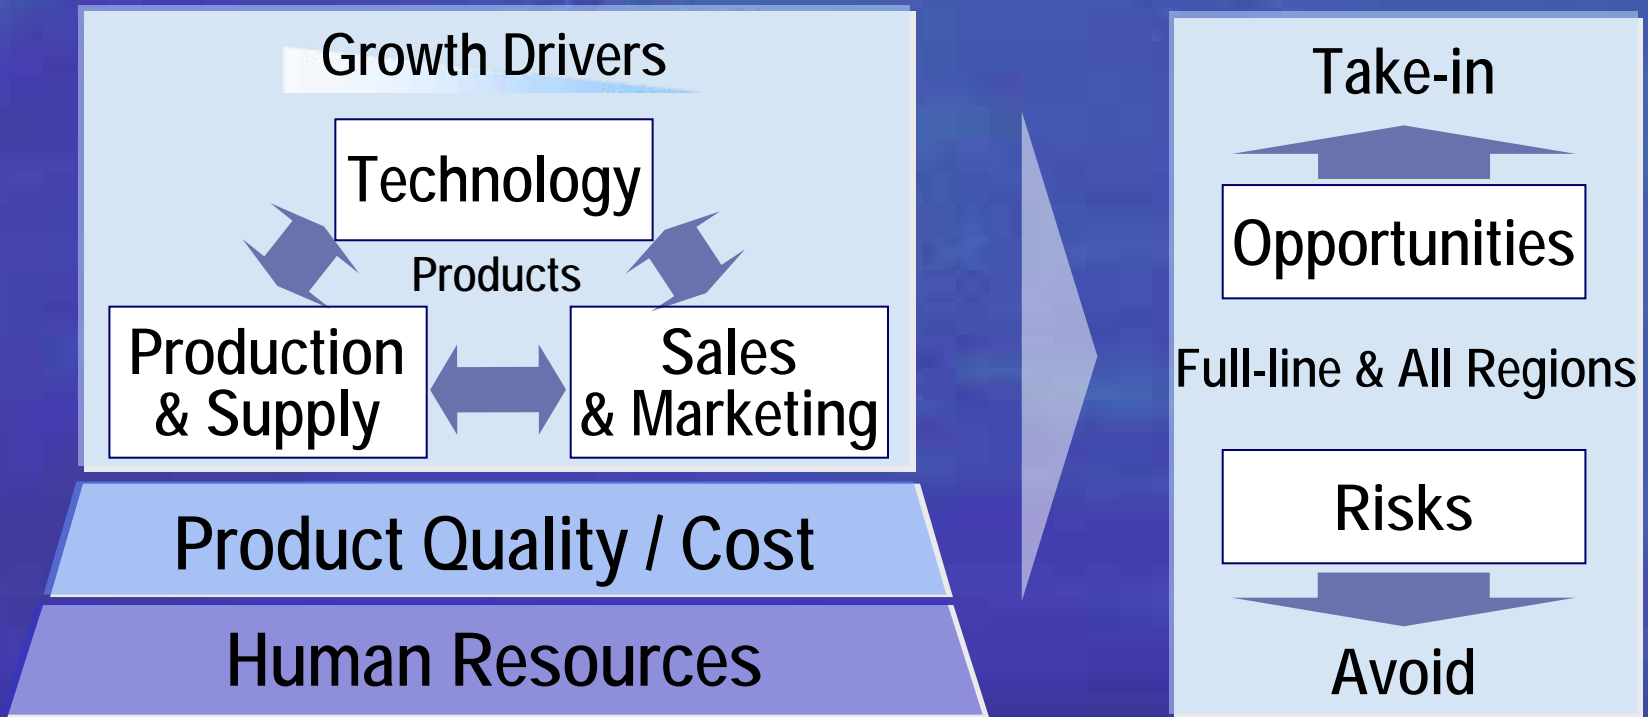 Growth Drivers
Technology
Products
Production
& Supply
Sales
& Marketing
Product Quality / Cost
Human Resources
Take-in
Opportunities
Full-line & All Regions
Risks
Avoid